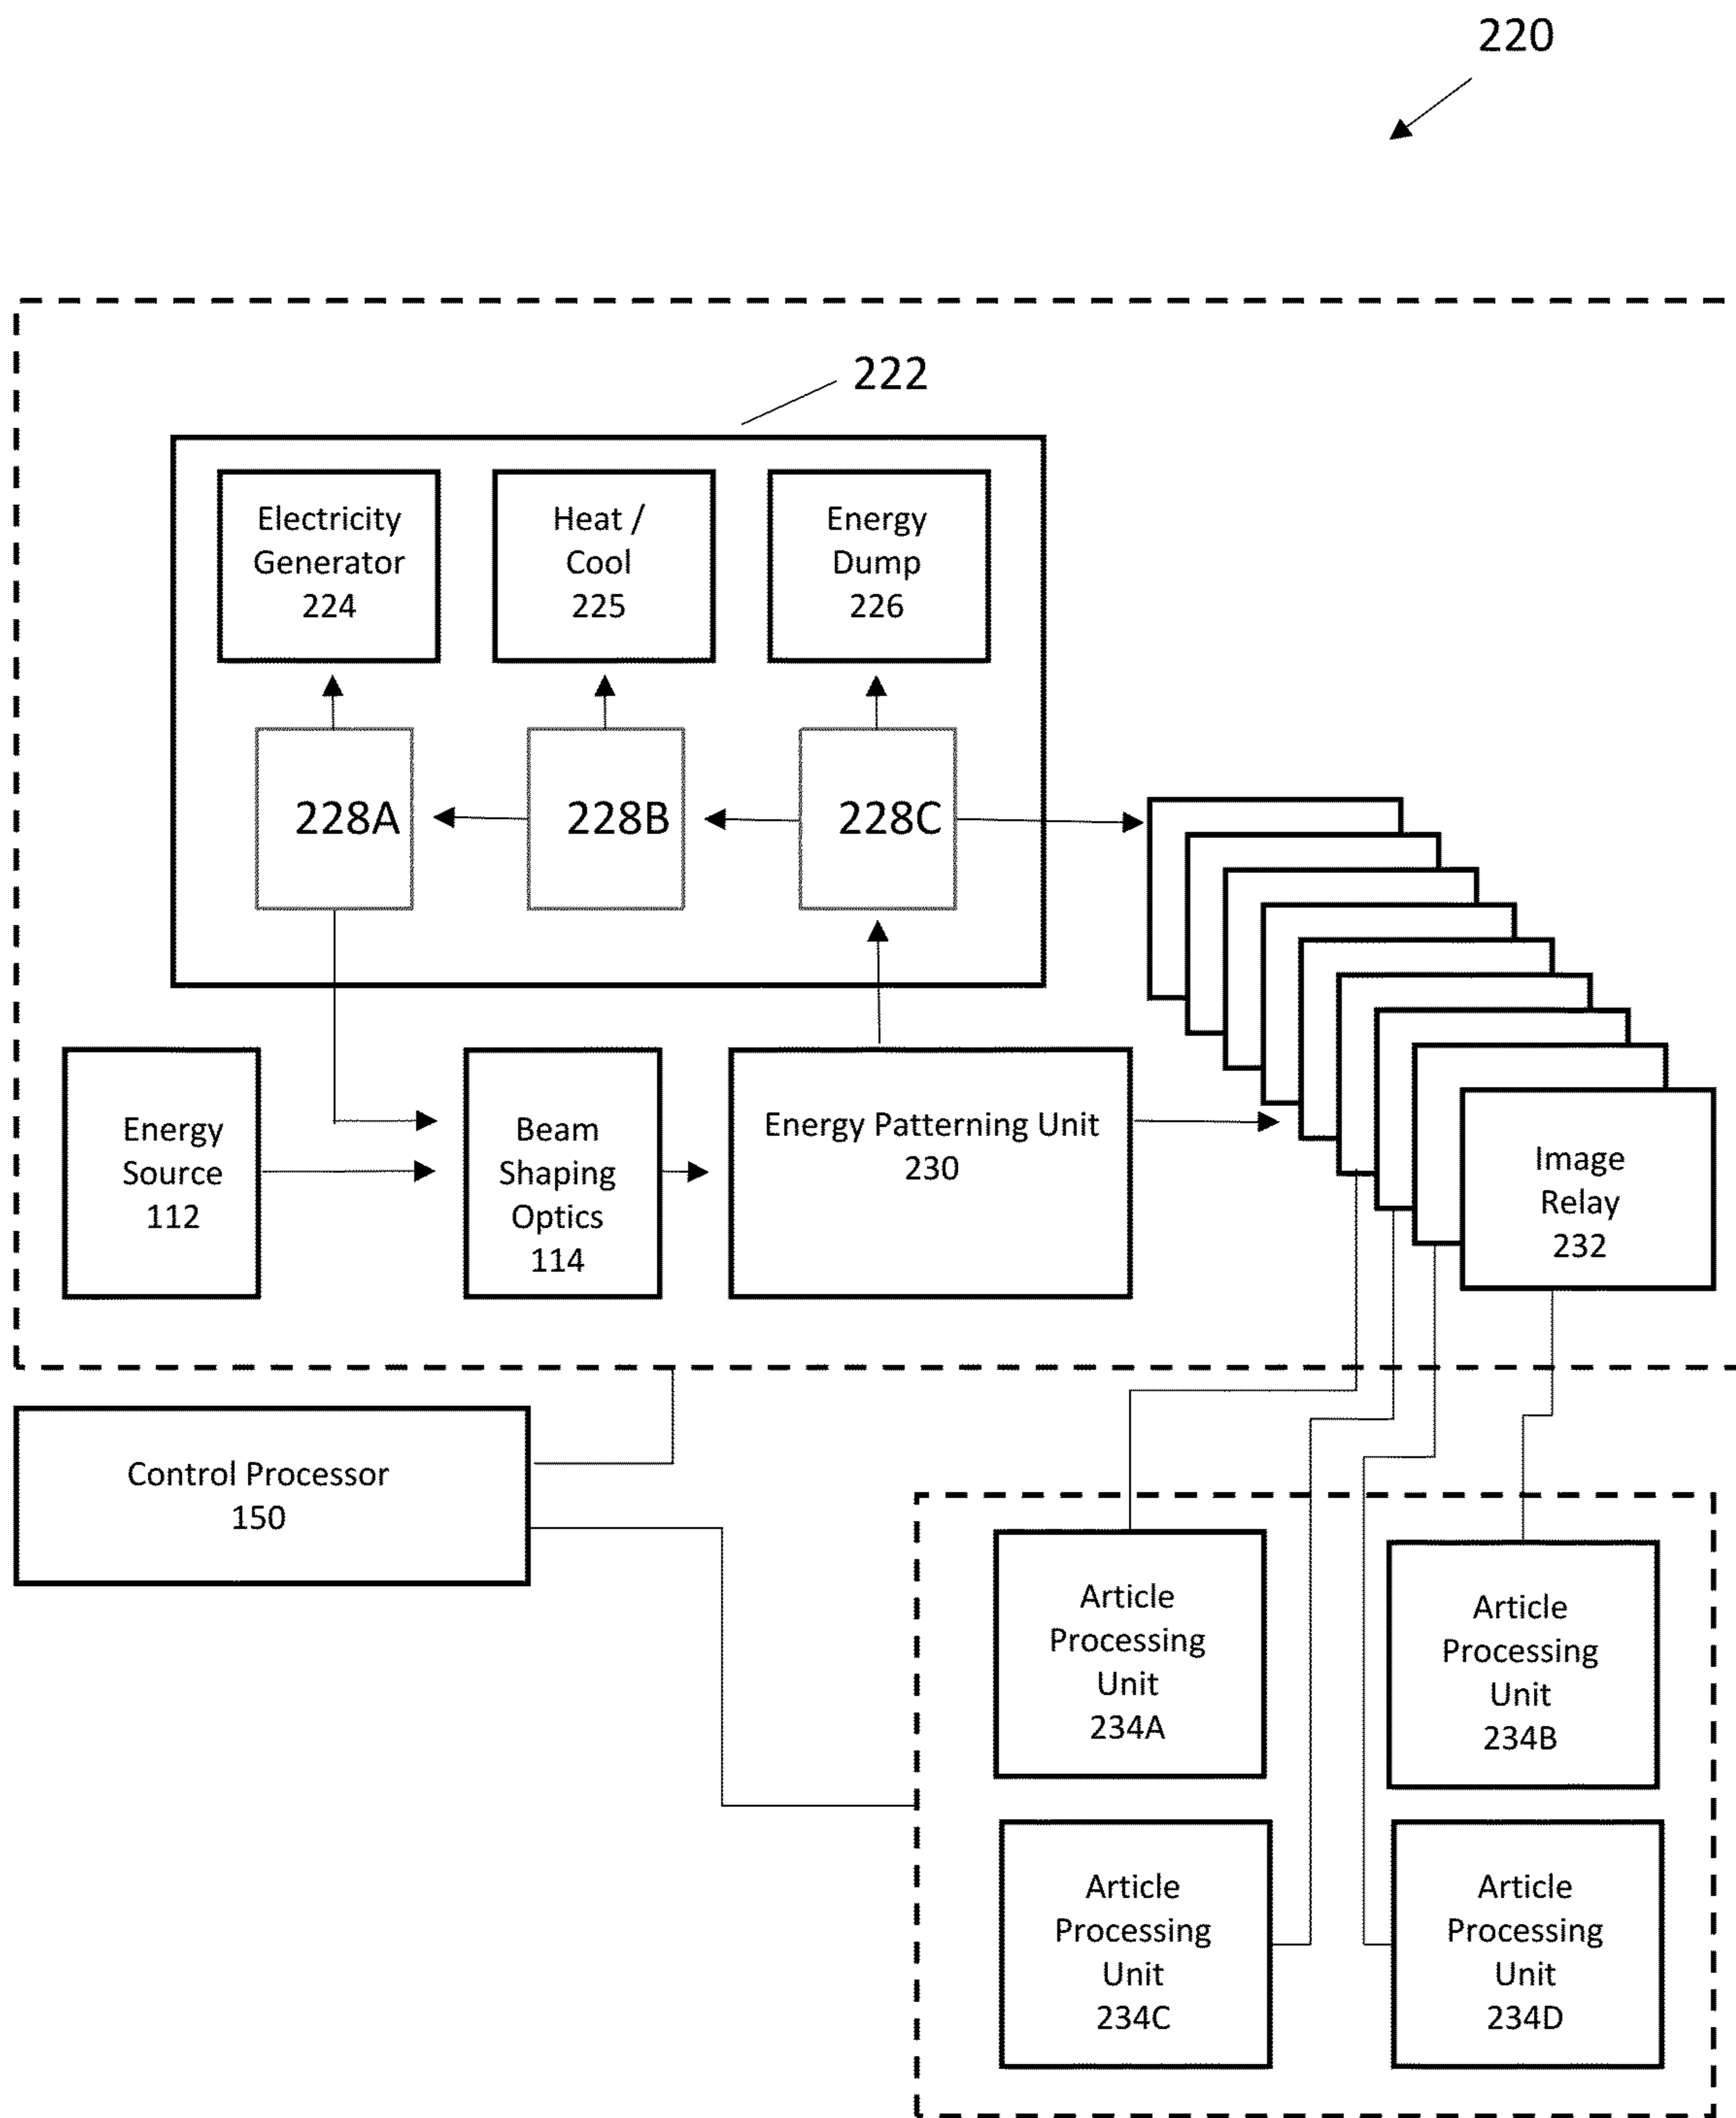 220
222
Electricity
Generator
224
Heat /
Cool
225
Energy
Dump
226
228A
228B
228C
Energy
Source
112
Beam
Shaping
Optics
114
Energy Patterning Unit
230
Image
Relay
232
Control Processor
150
Article
Processing
Unit
234A
Article
Processing
Unit
234B
Article
Processing
Unit
234C
Article
Processing
Unit
234D